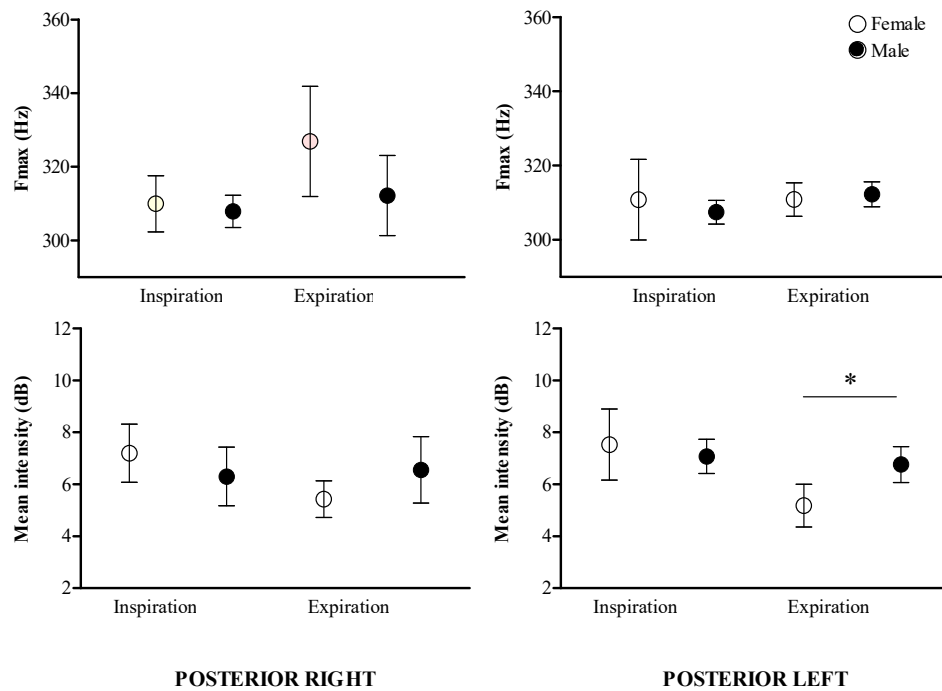 360
340
320
300
Fmax (Hz)
Inspiration
Expiration
360
340
320
300
Fmax (Hz)
Inspiration
Expiration
Female
Male
12
10
8
6
4
2
Mean intensity (dB)
Inspiration
Expiration
12
10
8
6
4
2
Mean intensity (dB)
*
Inspiration
Expiration
POSTERIOR RIGHT
POSTERIOR LEFT